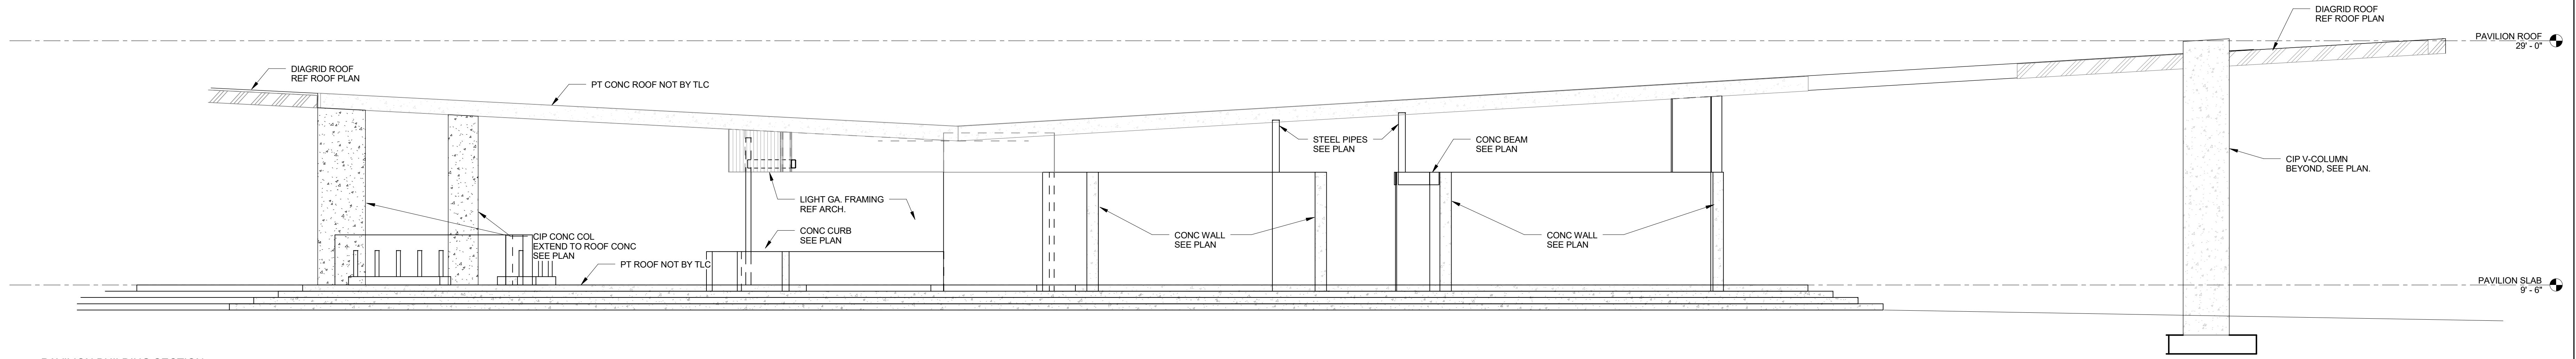 DIAGRID ROOF
REF ROOF PLAN
PAVILION ROOF
29' - 0"
DIAGRID ROOF
REF ROOF PLAN
PT CONC ROOF NOT BY TLC
STEEL PIPES
SEE PLAN
CONC BEAM
SEE PLAN
CIP V-COLUMN
BEYOND, SEE PLAN.
LIGHT GA. FRAMING
REF ARCH.
CONC CURB
SEE PLAN
CIP CONC COL
EXTEND TO ROOF CONC
SEE PLAN
CONC WALL
SEE PLAN
CONC WALL
SEE PLAN
PT ROOF NOT BY TLC
PAVILION SLAB
9' - 6"